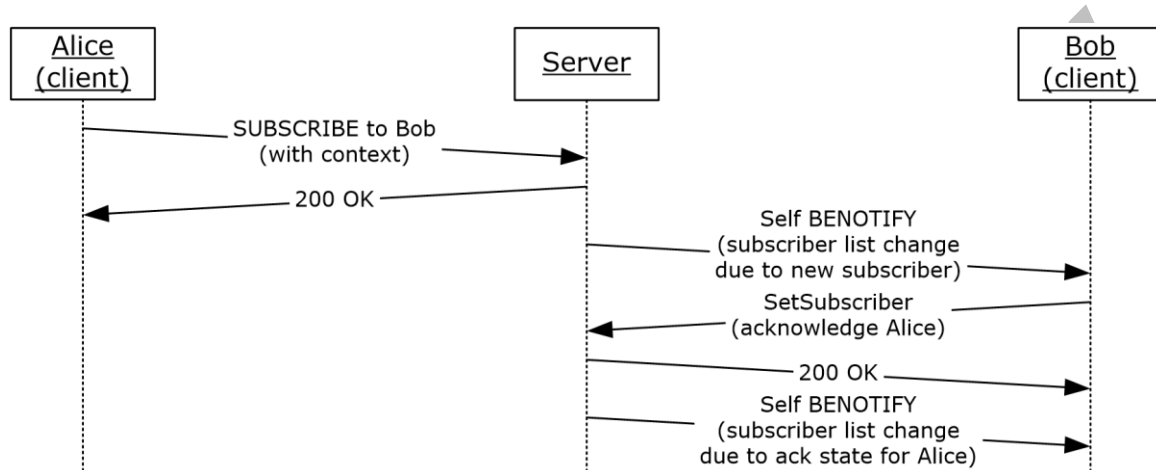 Alice
(client)
Server
Bob
(client)
SUBSCRIBE to Bob
(with context)
200 OK
Self BENOTIFY
(subscriber list change
due to new subscriber)
SetSubscriber
(acknowledge Alice)
200 OK
Self BENOTIFY
(subscriber list change
due to ack state for Alice)